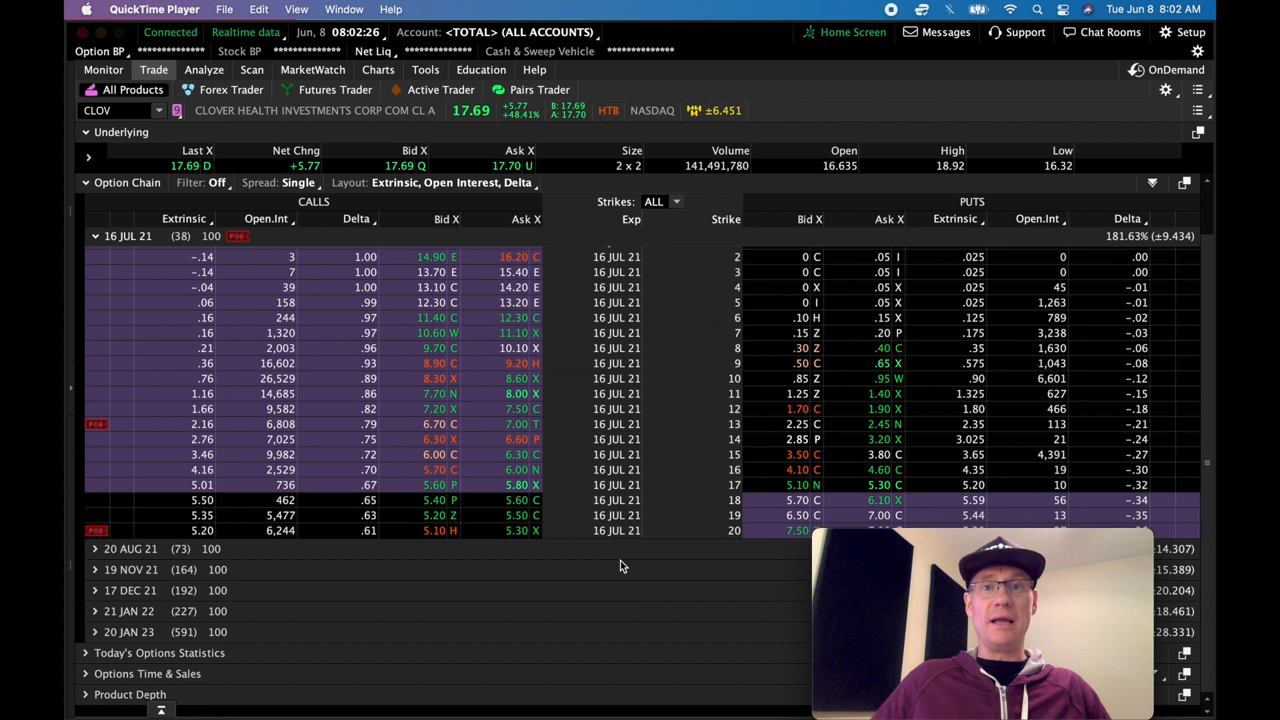 QuickTime Player File Edit View Window Help Tue Jun 8 8:02 AM
Connected Realtime data Jun, 8 08:02:26 Account: <TOTAL> (ALL ACCOUNTS) Home Screen Messages Support Chat Rooms Setup
Option BP ************** Stock BP ************** Net Liq ************** Cash & Sweep Vehicle **************
Monitor Trade Analyze Scan MarketWatch Charts Tools Education Help OnDemand
All Products Forex Trader Futures Trader Active Trader Pairs Trader
CLOV 9 CLOVER HEALTH INVESTMENTS CORP COM CL A 17.69 +5.77 +48.41% B: 17.69 A: 17.70 HTB NASDAQ ±6.451
Underlying
Last X Net Chng Bid X Ask X Size Volume Open High Low
17.69 D +5.77 17.69 Q 17.70 U 2 x 2 141,491,780 16.635 18.92 16.32
Option Chain Filter: Off Spread: Single Layout: Extrinsic, Open Interest, Delta
CALLS Strikes: ALL PUTS
Extrinsic Open.Int Delta Bid X Ask X Exp Strike Bid X Ask X Extrinsic Open.Int Delta
16 JUL 21 (38) 100 POS 181.63% (±9.434)
-.14 3 1.00 14.90 E 16.20 C 16 JUL 21 2 0 C .05 I .025 0 .00
-.14 7 1.00 13.70 E 15.40 E 16 JUL 21 3 0 C .05 I .025 0 .00
-.04 39 1.00 13.10 C 14.20 E 16 JUL 21 4 0 X .05 X .025 45 -.01
.06 158 .99 12.30 C 13.20 E 16 JUL 21 5 0 I .05 X .025 1,263 -.01
.16 244 .97 11.40 C 12.30 C 16 JUL 21 6 .10 H .15 X .125 789 -.02
.16 1,320 .97 10.60 W 11.10 X 16 JUL 21 7 .15 Z .20 P .175 3,238 -.03
.21 2,003 .96 9.70 C 10.10 X 16 JUL 21 8 .30 Z .40 C .35 1,630 -.06
.36 16,602 .93 8.90 C 9.20 H 16 JUL 21 9 .50 C .65 X .575 1,043 -.08
.76 26,529 .89 8.30 X 8.60 X 16 JUL 21 10 .85 Z .95 W .90 6,601 -.12
1.16 14,685 .86 7.70 N 8.00 X 16 JUL 21 11 1.25 Z 1.40 X 1.325 627 -.15
1.66 9,582 .82 7.20 X 7.50 C 16 JUL 21 12 1.70 C 1.90 X 1.80 466 -.18
POS 2.16 6,808 .79 6.70 C 7.00 T 16 JUL 21 13 2.25 C 2.45 N 2.35 113 -.21
2.76 7,025 .75 6.30 X 6.60 P 16 JUL 21 14 2.85 P 3.20 X 3.025 21 -.24
3.46 9,982 .72 6.00 C 6.30 C 16 JUL 21 15 3.50 C 3.80 C 3.65 4,391 -.27
4.16 2,529 .70 5.70 C 6.00 N 16 JUL 21 16 4.10 C 4.60 C 4.35 19 -.30
5.01 736 .67 5.60 P 5.80 X 16 JUL 21 17 5.10 N 5.30 C 5.20 10 -.32
5.50 462 .65 5.40 P 5.60 C 16 JUL 21 18 5.70 C 6.10 X 5.59 56 -.34
5.35 5,477 .63 5.20 Z 5.50 C 16 JUL 21 19 6.50 C 7.00 C 5.44 13 -.35
POS 5.20 6,244 .61 5.10 H 5.30 X 16 JUL 21 20 7.50
20 AUG 21 (73) 100 14.307)
19 NOV 21 (164) 100 15.389)
17 DEC 21 (192) 100 20.204)
21 JAN 22 (227) 100 18.461)
20 JAN 23 (591) 100 28.331)
Today's Options Statistics
Options Time & Sales
Product Depth